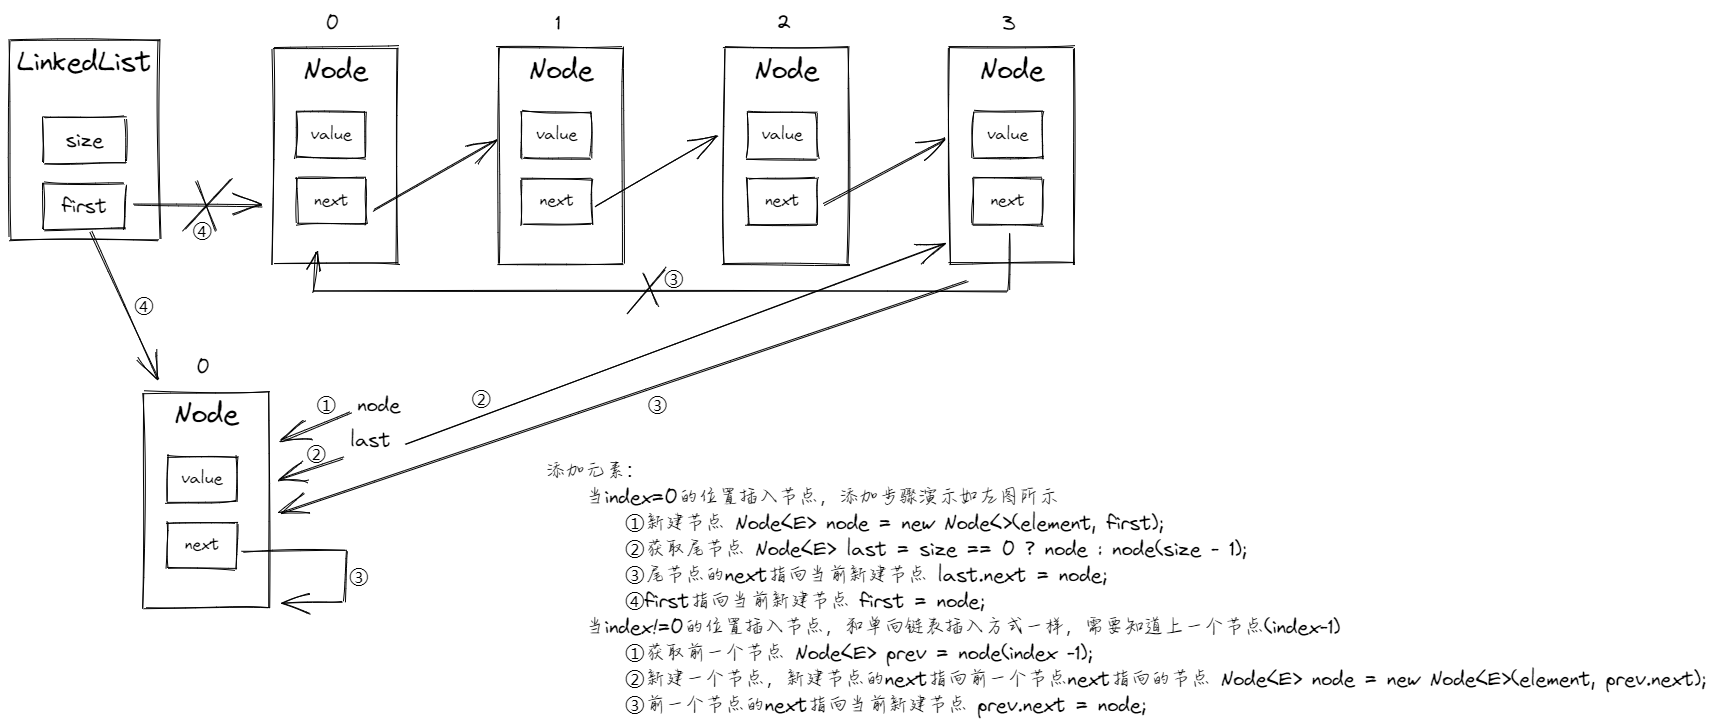 0
1
2
3
LinkedList
size
first
Node
value
next
Node
value
next
Node
value
next
Node
value
next
④
③
④
0
Node
value
next
① node
② last
②
③
③
添加元素:
当index=0的位置插入节点, 添加步骤演示如左图所示
①新建节点 Node<E> node = new Node<>(element, first);
②获取尾节点 Node<E> last = size == 0 ? node : node(size - 1);
③尾节点的next指向当前新建节点 last.next = node;
④first指向当前新建节点 first = node;
当index!=0的位置插入节点, 和单向链表插入方式一样, 需要知道上一个节点(index-1)
①获取前一个节点 Node<E> prev = node(index -1);
②新建一个节点, 新建节点的next指向前一个节点next指向的节点 Node<E> node = new Node<E>(element, prev.next);
③前一个节点的next指向当前新建节点 prev.next = node;